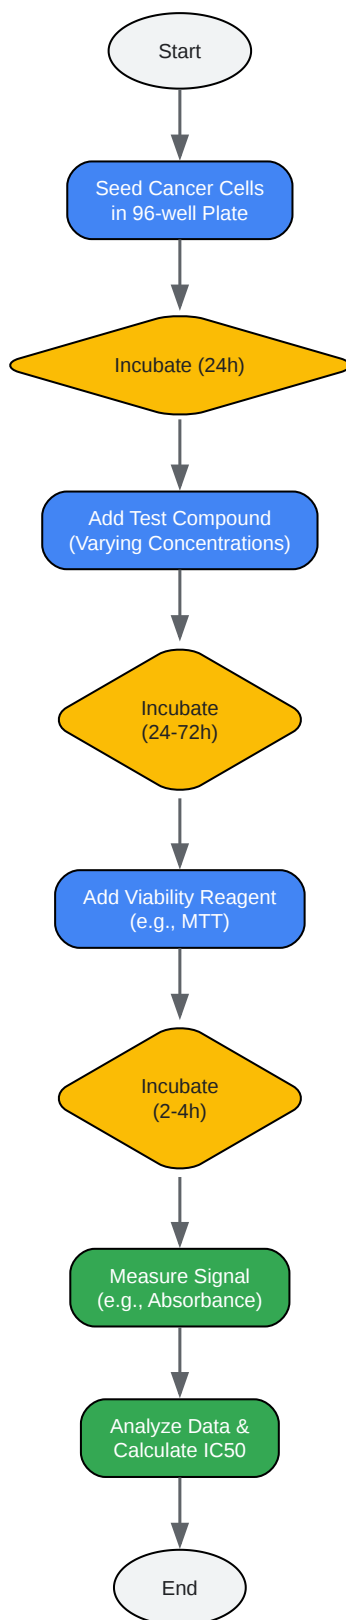 Start
Seed Cancer Cells
in 96-well Plate
Incubate (24h)
Add Test Compound
(Varying Concentrations)
Incubate
(24-72h)
Add Viability Reagent
(e.g., MTT)
Incubate
(2-4h)
Measure Signal
(e.g., Absorbance)
Analyze Data &
Calculate IC50
End